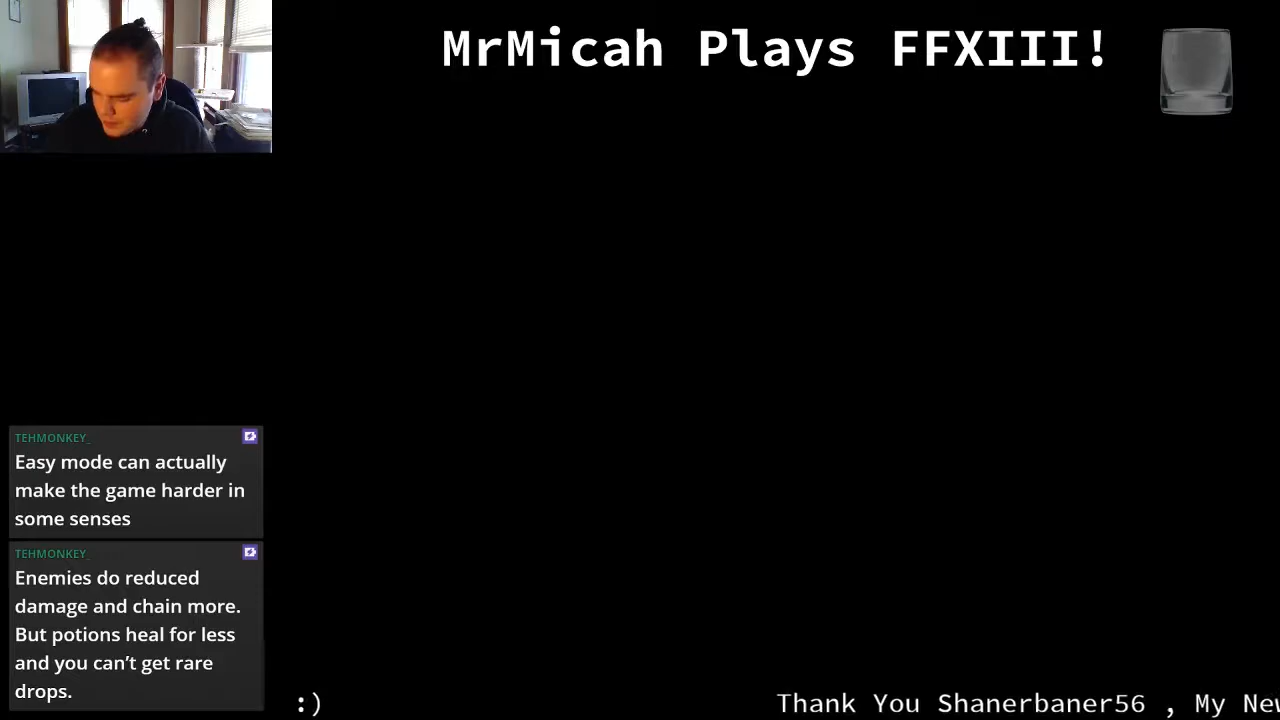 MrMicah Plays FFXIII!
TEHMONKEY_
Easy mode can actually
make the game harder in
some senses
TEHMONKEY_
Enemies do reduced
damage and chain more.
But potions heal for less
and you can't get rare
drops.
:) Thank You Shanerbaner56 , My New